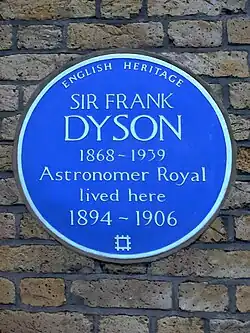 ENGLISH HERITAGE
SIR FRANK
DYSON
1868~1939
Astronomer Royal
lived here
1894~1906